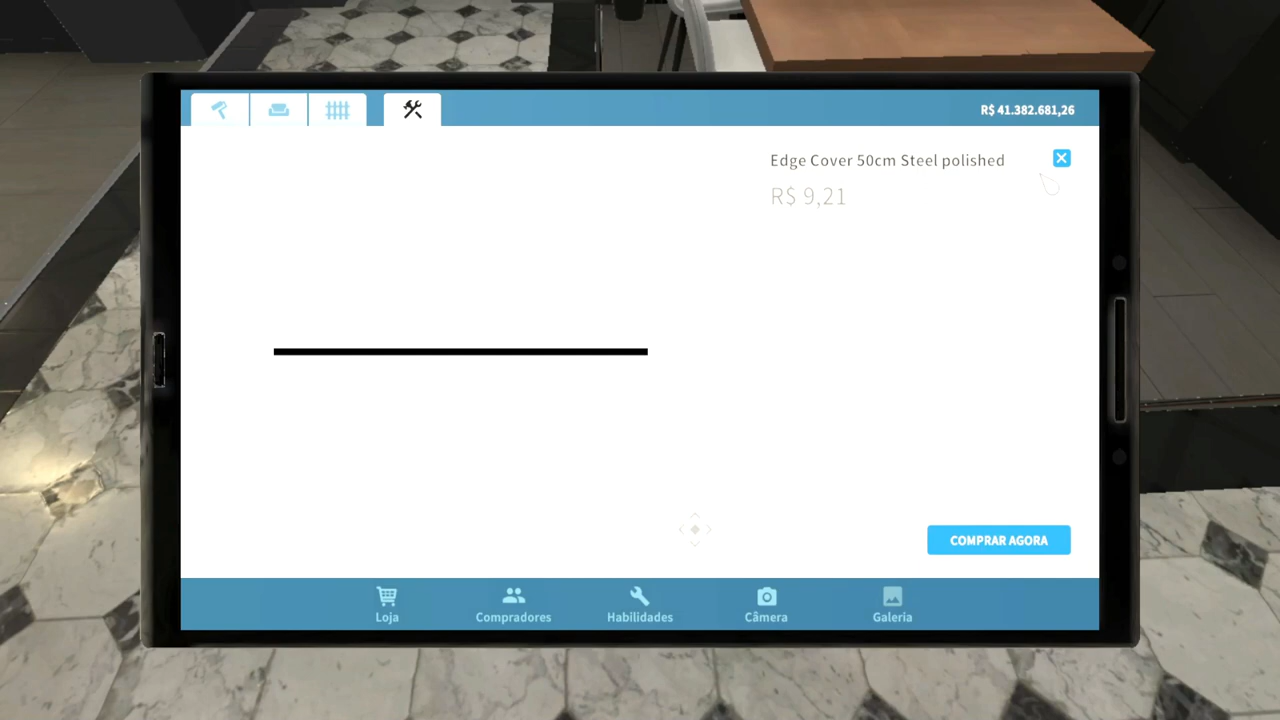 R$ 41.382.681,26
Edge Cover 50cm Steel polished
R$ 9,21
COMPRAR AGORA
Loja
Compradores
Habilidades
Câmera
Galeria